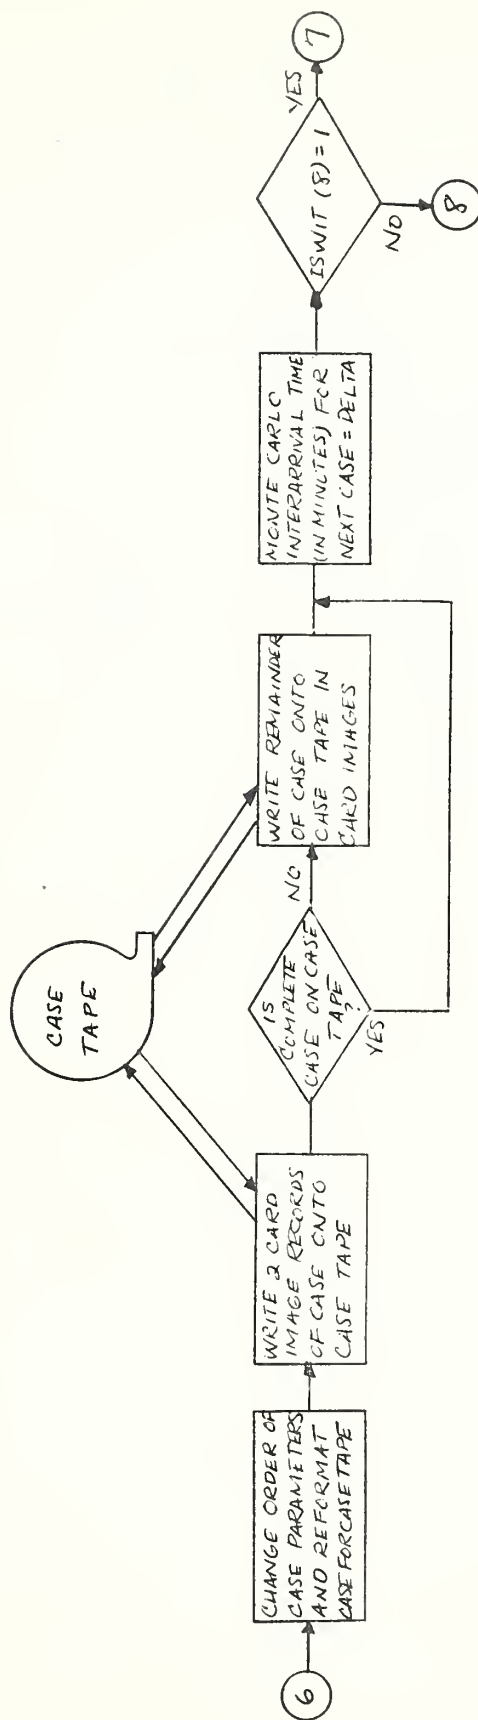 6
CHANGE ORDER OF
CASE PARAMETERS
AND REFORMAT
CASE FOR CASE TAPE
WRITE 2 CARD
IMAGE RECORDS
OF CASE ONTO
CASE TAPE
CASE
TAPE
IS
COMPLETE
CASE ON CASE
TAPE?
NO
YES
WRITE REMAINDER
OF CASE ONTO
CASE TAPE IN
CARD IMAGES
MONTE CARLO
INTERARRIVAL TIME
(IN MINUTES) FOR
NEXT CASE = DELTA
ISWIT (8) = 1
YES
7
NO
8